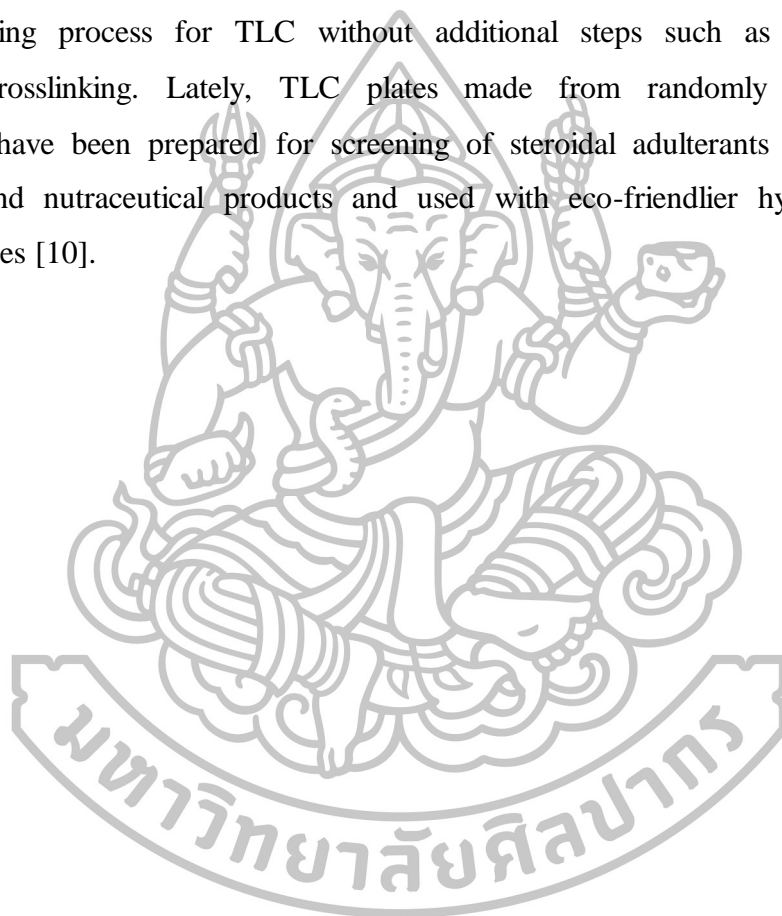 ing process for TLC without additional steps such as
rosslinking. Lately, TLC plates made from randomly
have been prepared for screening of steroidal adulterants
nd nutraceutical products and used with eco-friendlier hy
es [10].
มหาวิทยาลัยศิลปากร